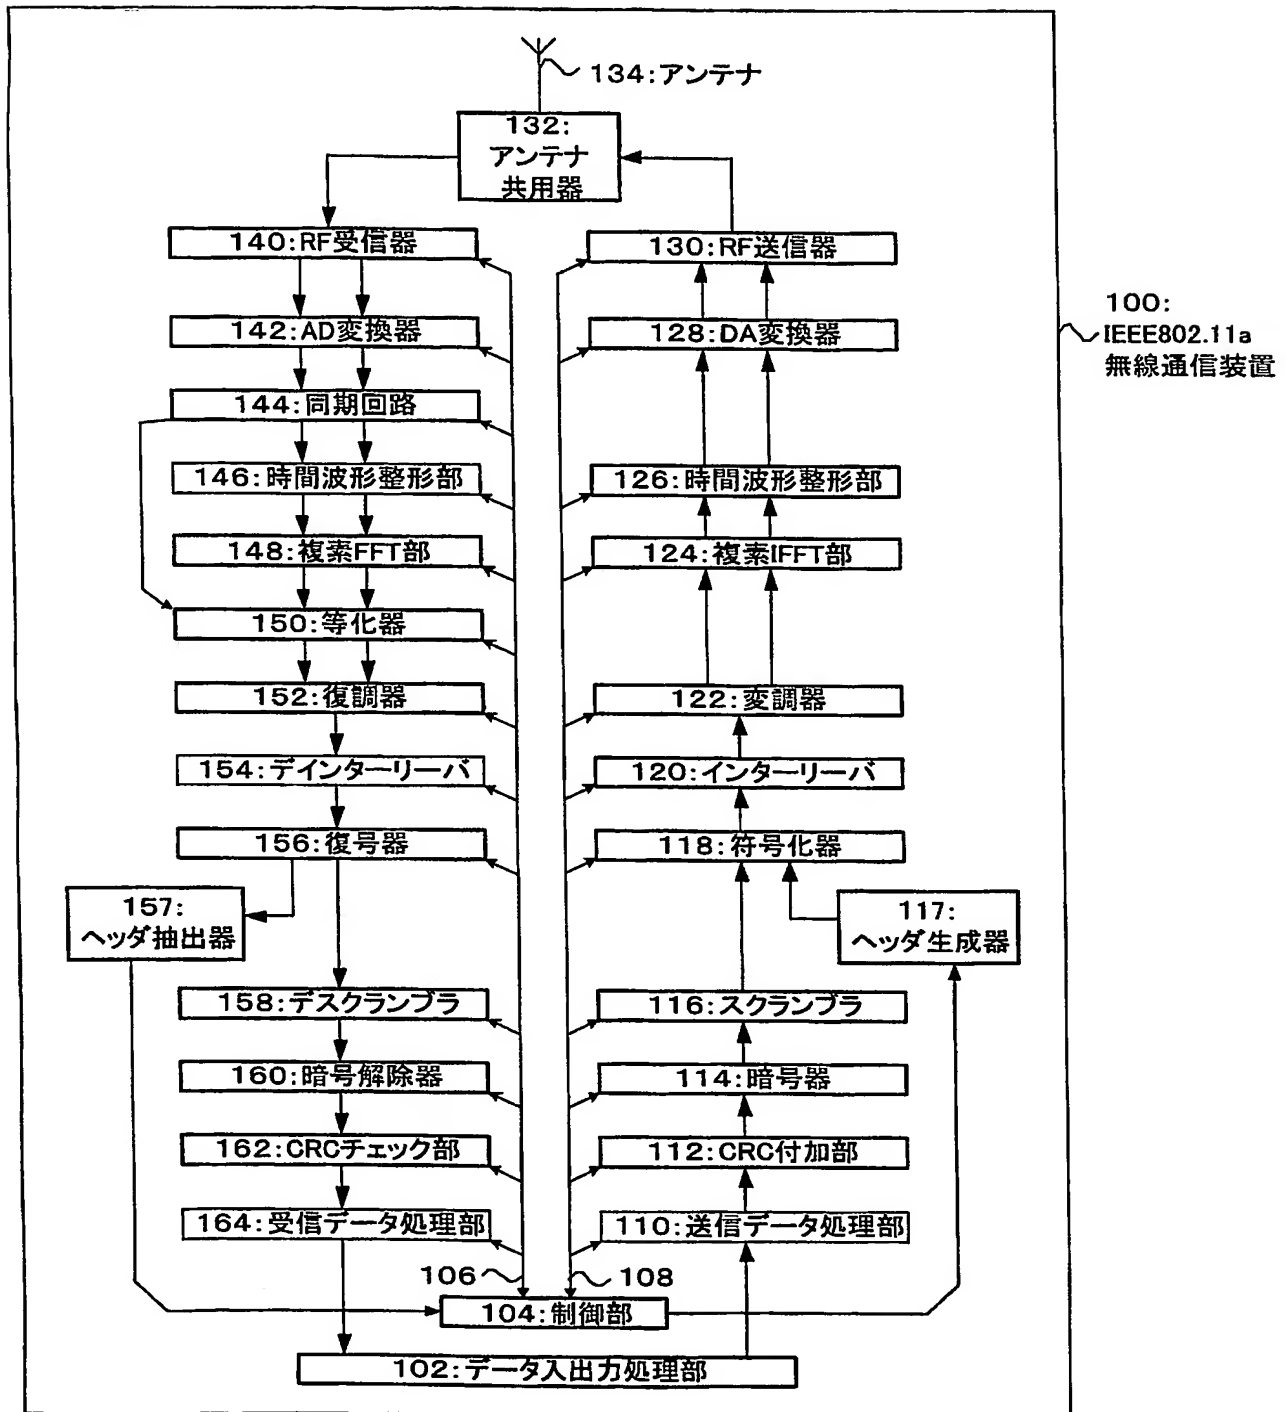 134:アンテナ
132:
アンテナ
共用器
140:RF受信器
130:RF送信器
100:
IEEE802.11a
無線通信装置
142:AD変換器
128:DA変換器
144:同期回路
146:時間波形整形部
126:時間波形整形部
148:複素FFT部
124:複素IFFT部
150:等化器
152:復調器
122:変調器
154:デインターリーバ
120:インターリーバ
156:復号器
118:符号化器
157:
ヘッダ抽出器
117:
ヘッダ生成器
158:デスクランブラ
116:スクランブラ
160:暗号解除器
114:暗号器
162:CRCチェック部
112:CRC付加部
164:受信データ処理部
110:送信データ処理部
106
108
104:制御部
102:データ入出力処理部